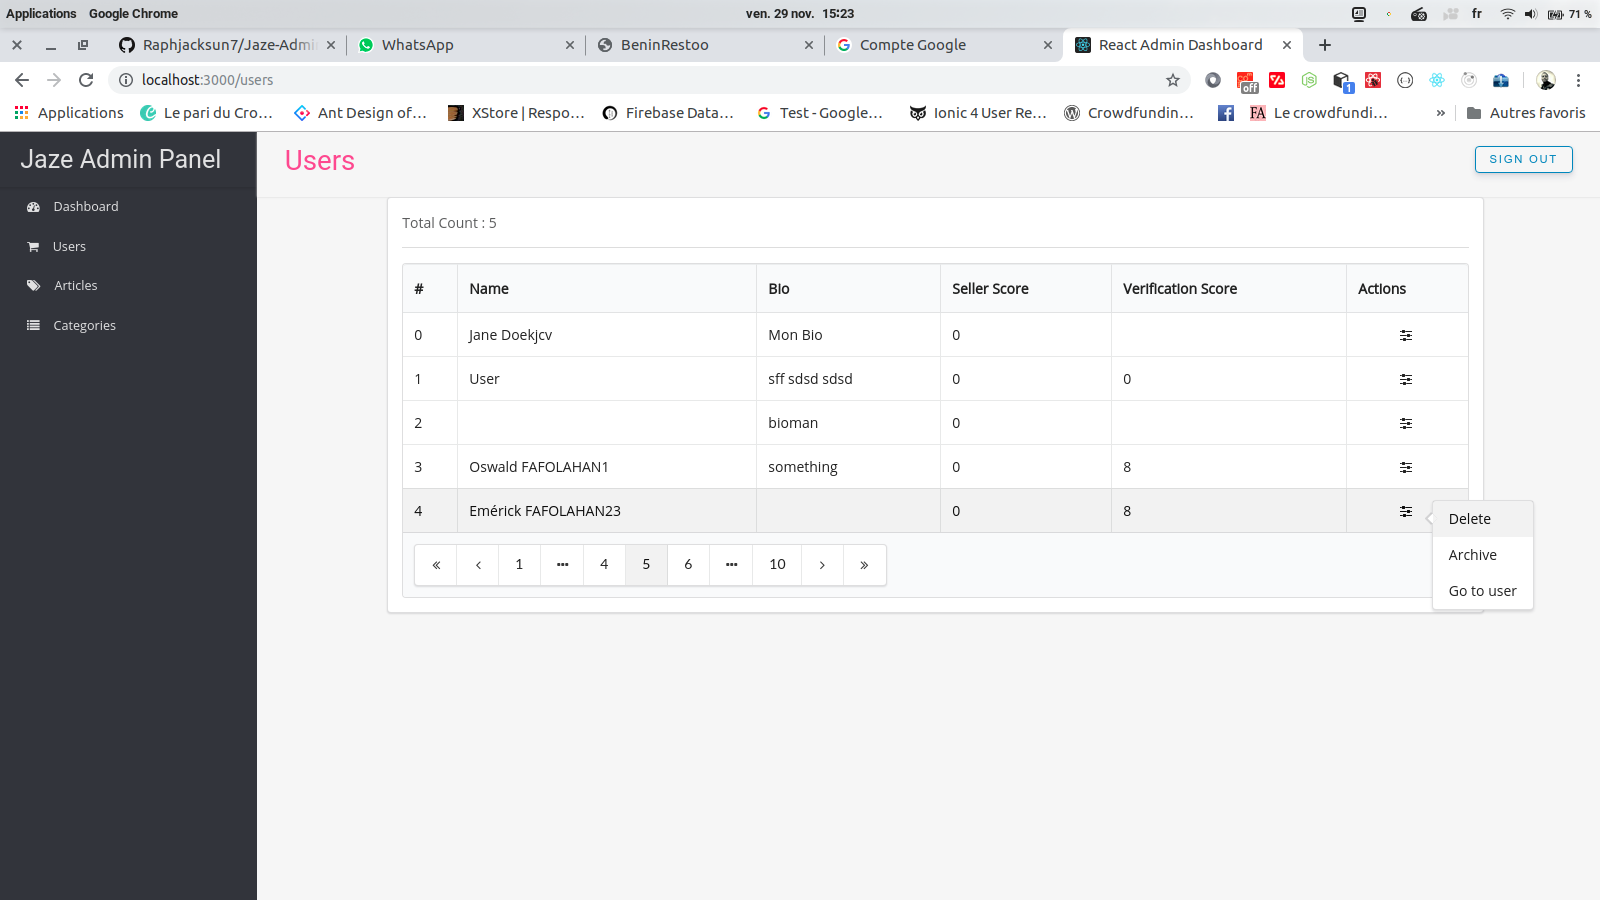 Applications Google Chrome ven. 29 nov. 15:23 fr 71 %
Raphjacksun7/Jaze-Admi WhatsApp BeninRestoo Compte Google React Admin Dashboard
localhost:3000/users off 1
Applications Le pari du Cro... Ant Design of... XStore | Respo... Firebase Data... Test - Google... Ionic 4 User Re... Crowdfundin... FA Le crowdfundi... » Autres favoris
Jaze Admin Panel
Dashboard
Users
Articles
Categories
Users
SIGN OUT
Total Count : 5
# Name Bio Seller Score Verification Score Actions
0 Jane Doekjcv Mon Bio 0
1 User sff sdsd sdsd 0 0
2 bioman 0
3 Oswald FAFOLAHAN1 something 0 8
4 Emérick FAFOLAHAN23 0 8
« ‹ 1 ... 4 5 6 ... 10 › »
Delete
Archive
Go to user